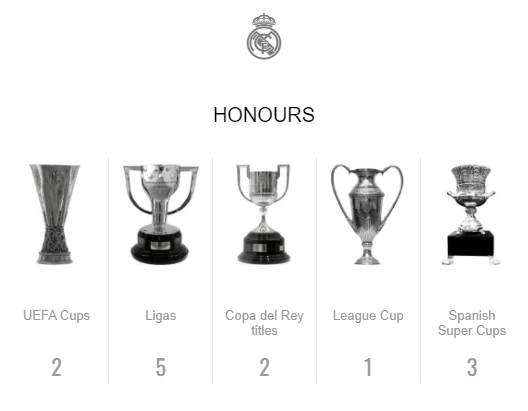 HONOURS
UEFA Cups
2
Ligas
5
Copa del Rey
titles
2
League Cup
1
Spanish
Super Cups
3